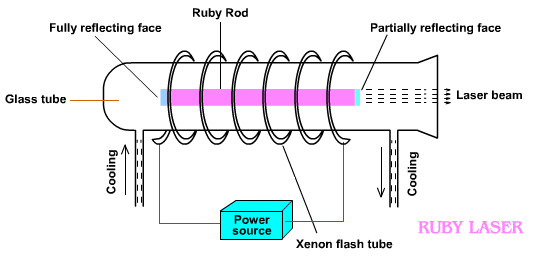 Ruby Rod
Fully reflecting face
Partially reflecting face
Glass tube
Laser beam
Cooling
Cooling
Power
source
Xenon flash tube
RUBY LASER